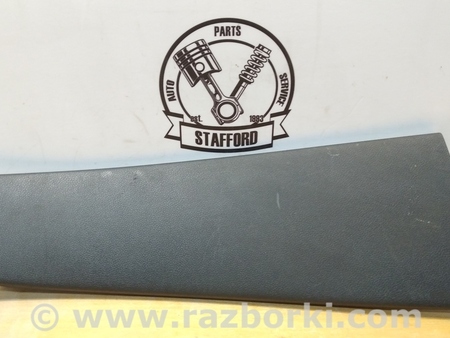 PARTS
AUTO
SERVICE
est.
1993
STAFFORD
© www.razborki.com